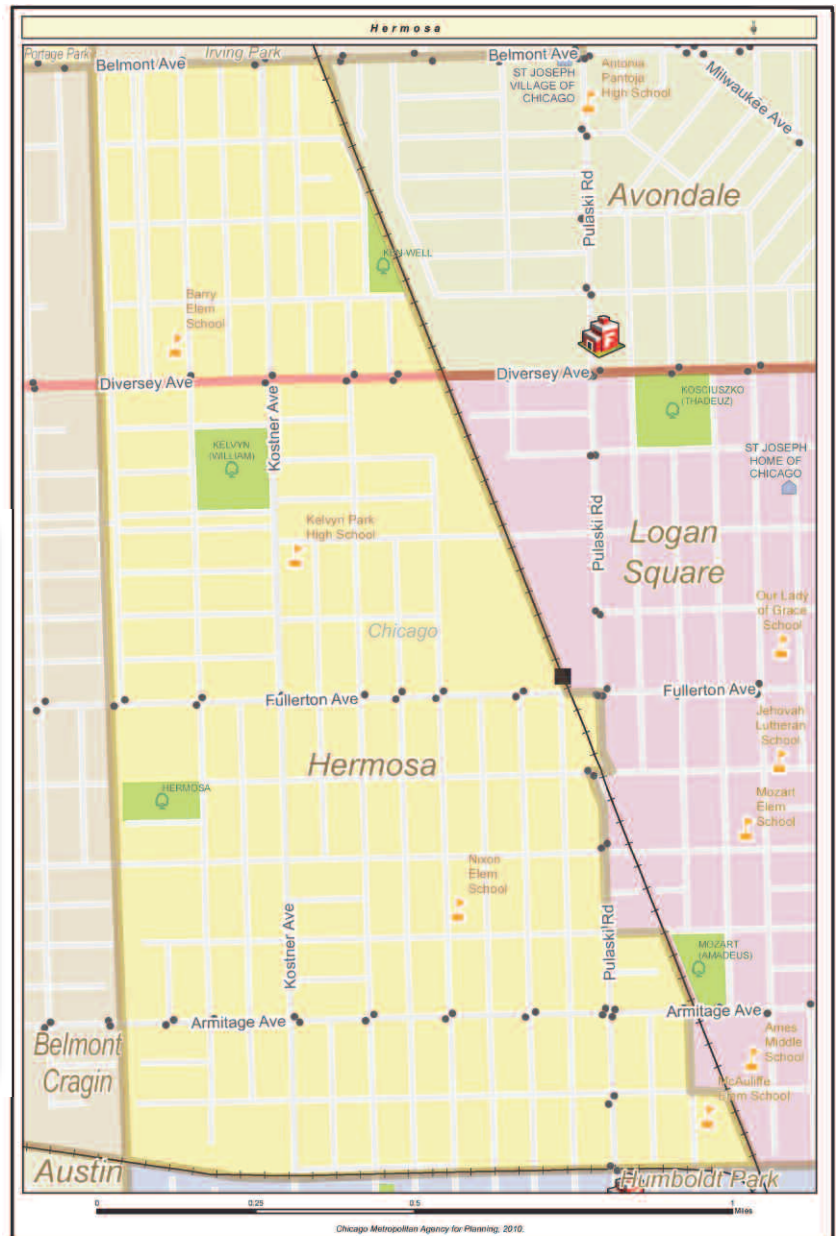 Hermosa
Portage Park
Irving Park
Belmont Ave
Belmont Ave
ST JOSEPH
VILLAGE OF
CHICAGO
Antonia
Pantoja
High School
Milwaukee Ave
Pulaski Rd
Avondale
KEN-WELL
Barry
Elem
School
Diversey Ave
Diversey Ave
KOSCIUSZKO
(THADEUZ)
Kostner Ave
KELVYN
(WILLIAM)
ST JOSEPH
HOME OF
CHICAGO
Kelvyn Park
High School
Pulaski Rd
Logan
Square
Chicago
Our Lady
of Grace
School
Fullerton Ave
Fullerton Ave
Jehovah
Lutheran
School
Hermosa
HERMOSA
Mozart
Elem
School
Nixon
Elem
School
Kostner Ave
Pulaski Rd
MOZART
(AMADEUS)
Armitage Ave
Armitage Ave
Belmont
Cragin
Ames
Middle
School
McAuliffe
Elem School
Austin
Humboldt Park
F
0
0.25
0.5
1
Miles
Chicago Metropolitan Agency for Planning, 2010.